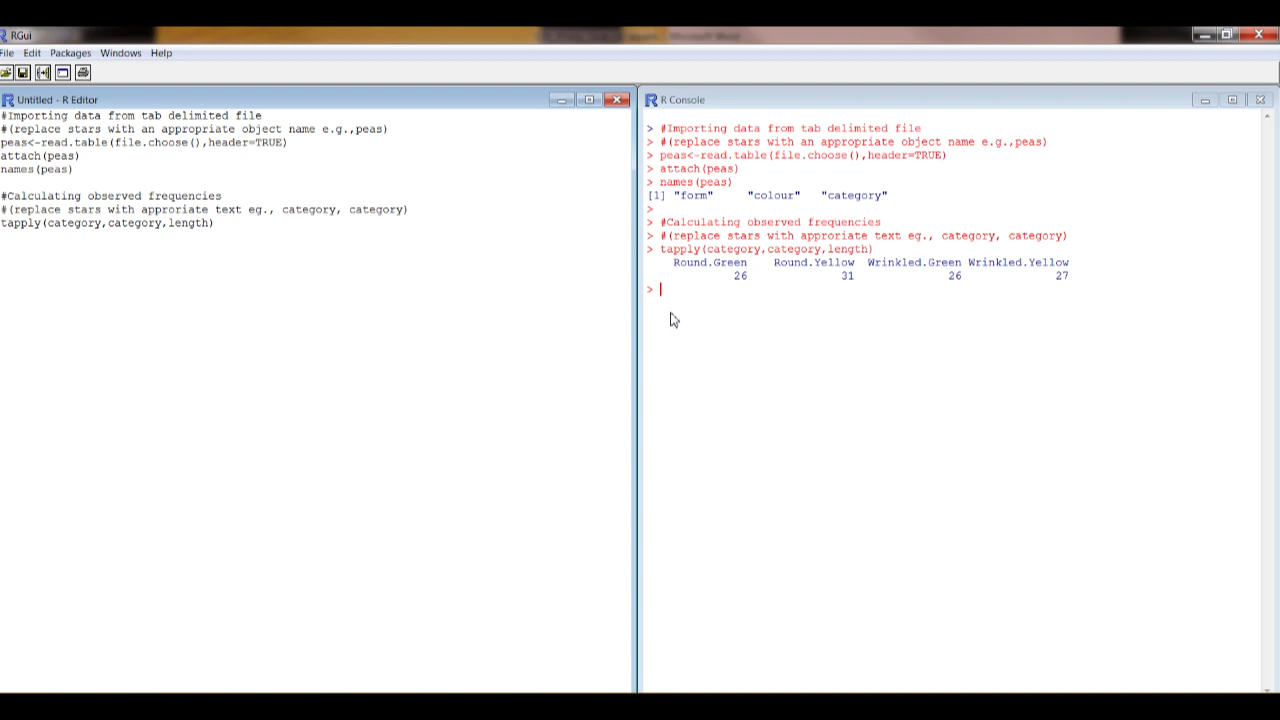 RGui
File Edit Packages Windows Help
Untitled - R Editor
#Importing data from tab delimited file
#(replace stars with an appropriate object name e.g.,peas)
peas<-read.table(file.choose(),header=TRUE)
attach(peas)
names(peas)
#Calculating observed frequencies
#(replace stars with approriate text eg., category, category)
tapply(category,category,length)
R Console
> #Importing data from tab delimited file
> #(replace stars with an appropriate object name e.g.,peas)
> peas<-read.table(file.choose(),header=TRUE)
> attach(peas)
> names(peas)
[1] "form"     "colour"   "category"
>
> #Calculating observed frequencies
> #(replace stars with approriate text eg., category, category)
> tapply(category,category,length)
Round.Green    Round.Yellow  Wrinkled.Green Wrinkled.Yellow
26              31              26              27
>